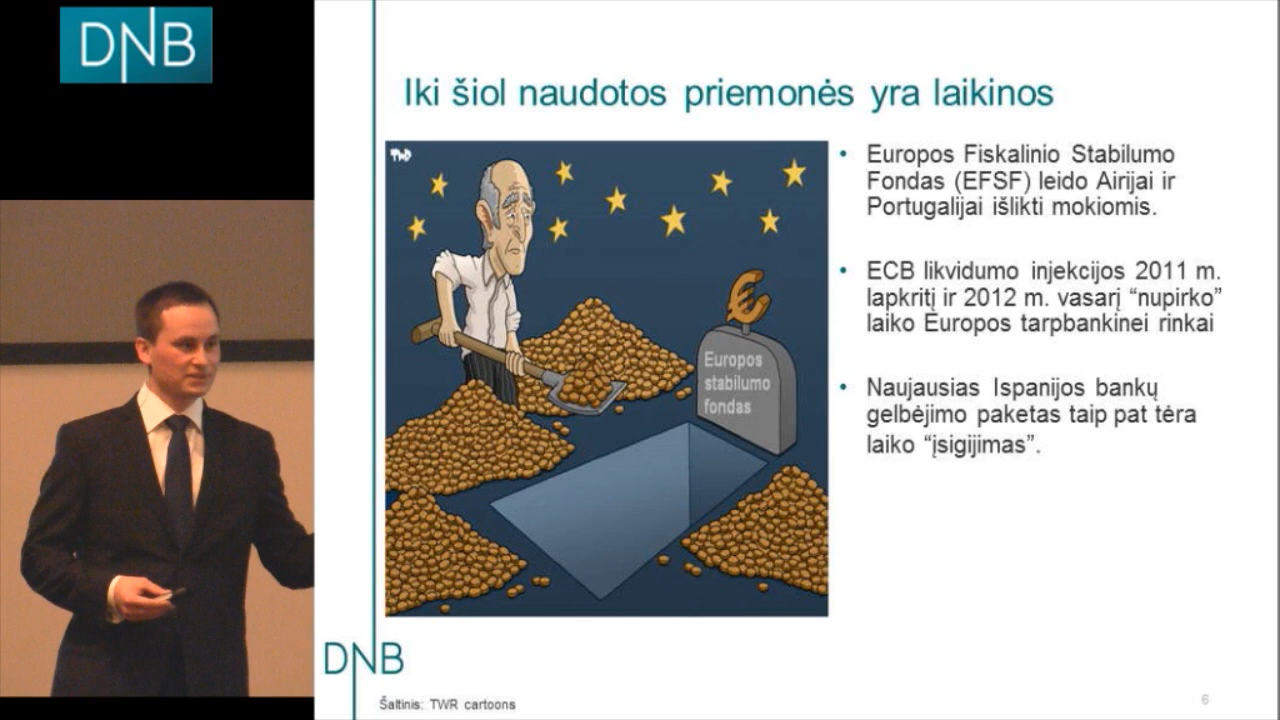 DNB
Iki šiol naudotos priemonės yra laikinos
TWD
Europos
stabilumo
fondas
• Europos Fiskalinio Stabilumo
Fondas (EFSF) leido Airijai ir
Portugalijai išlikti mokiomis.
• ECB likvidumo injekcijos 2011 m.
lapkritį ir 2012 m. vasarį “nupirko”
laiko Europos tarpbankinei rinkai
• Naujausias Ispanijos bankų
gelbėjimo paketas taip pat tėra
laiko “įsigijimas”.
DNB
Šaltinis: TWR cartoons
6